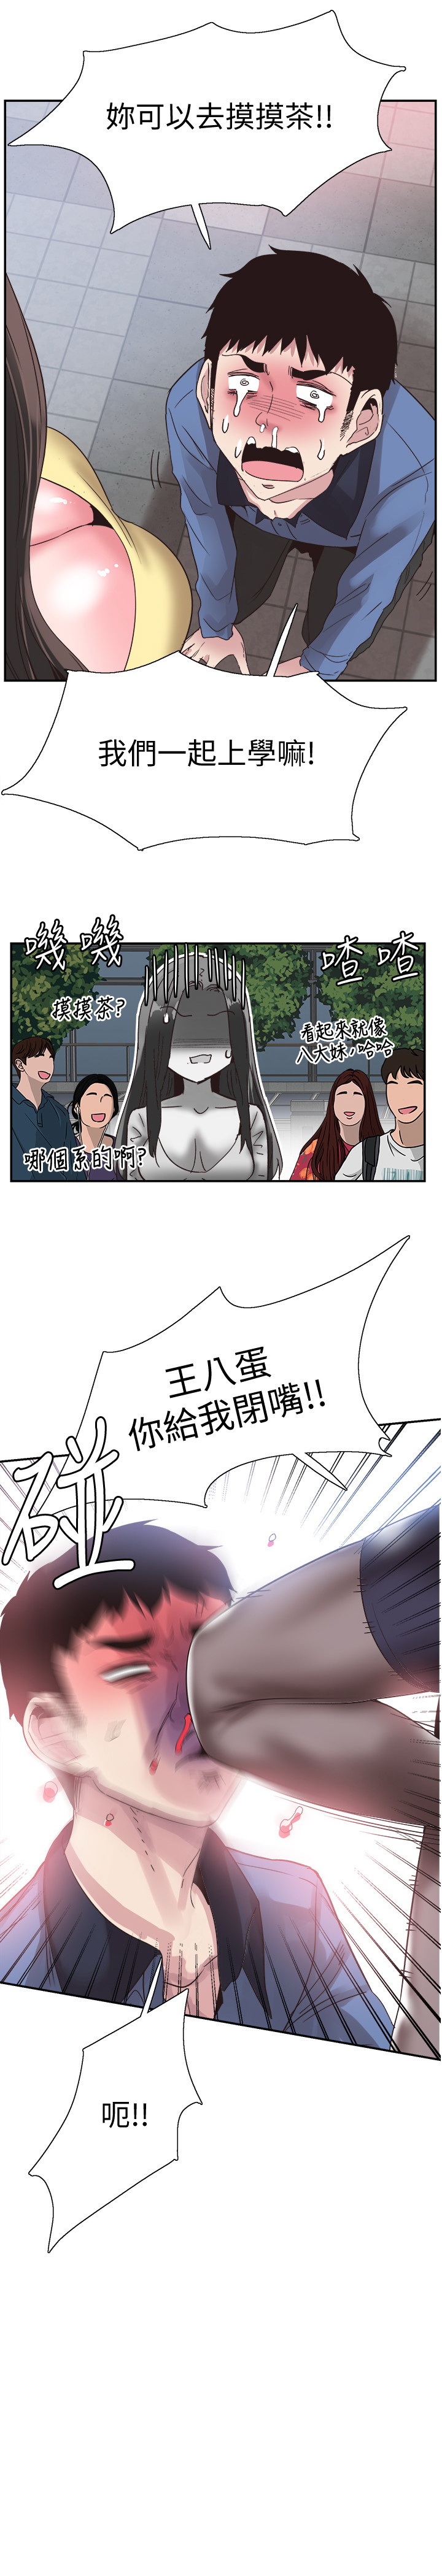 妳可以去摸摸茶!!
我們一起上學嘛!
嘰嘰
喳喳
摸摸茶?
看起來就像
八大妹,哈哈
哪個系的啊?
王八蛋
你給我閉嘴!!
碰
呃!!